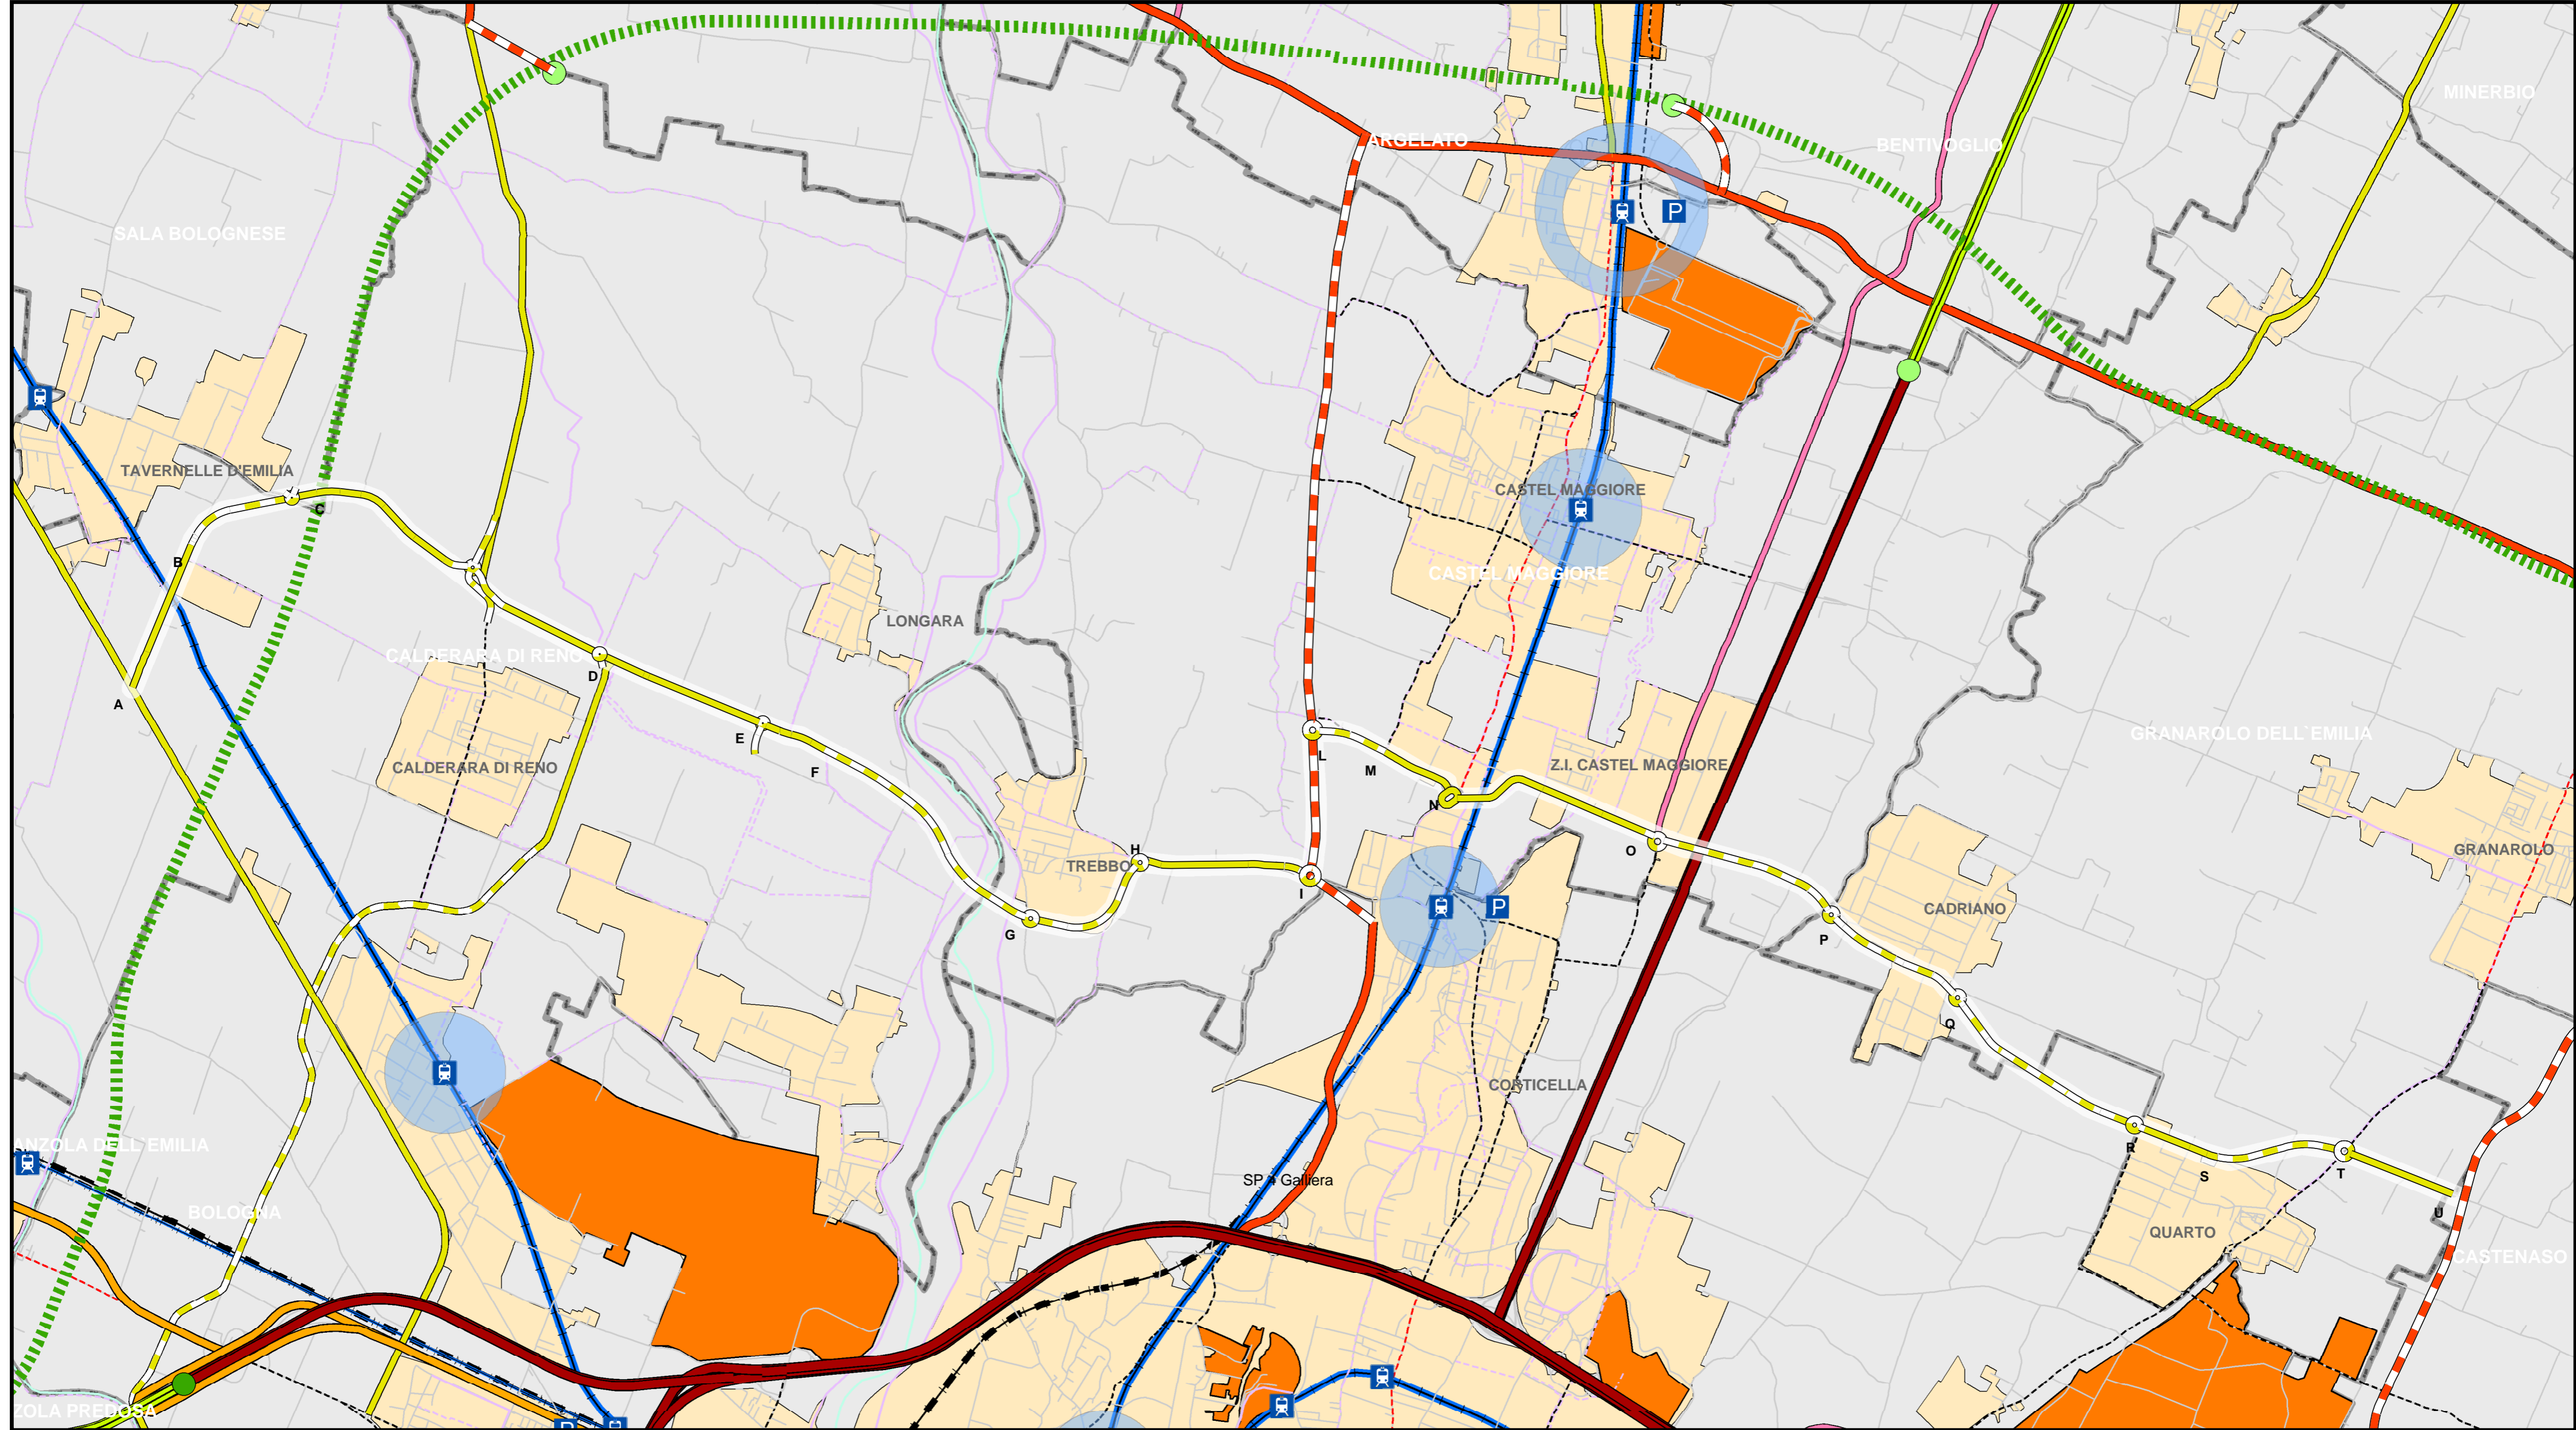 MINERBIO
ARGELATO
BENTIVOGLIO
P
SALA BOLOGNESE
TAVERNELLE D'EMILIA
CASTEL MAGGIORE
C
B
CASTEL MAGGIORE
LONGARA
CALDERARA DI RENO
D
A
GRANAROLO DELL`EMILIA
E
L
M
F
CALDERARA DI RENO
Z.I. CASTEL MAGGIORE
N
H
O
GRANAROLO
TREBBO
I
P
CADRIANO
G
P
Q
CORTICELLA
ANZOLA DELL`EMILIA
R
S
T
SP 4 Galliera
BOLOGNA
U
QUARTO
CASTENASO
ZOLA PREDOSA